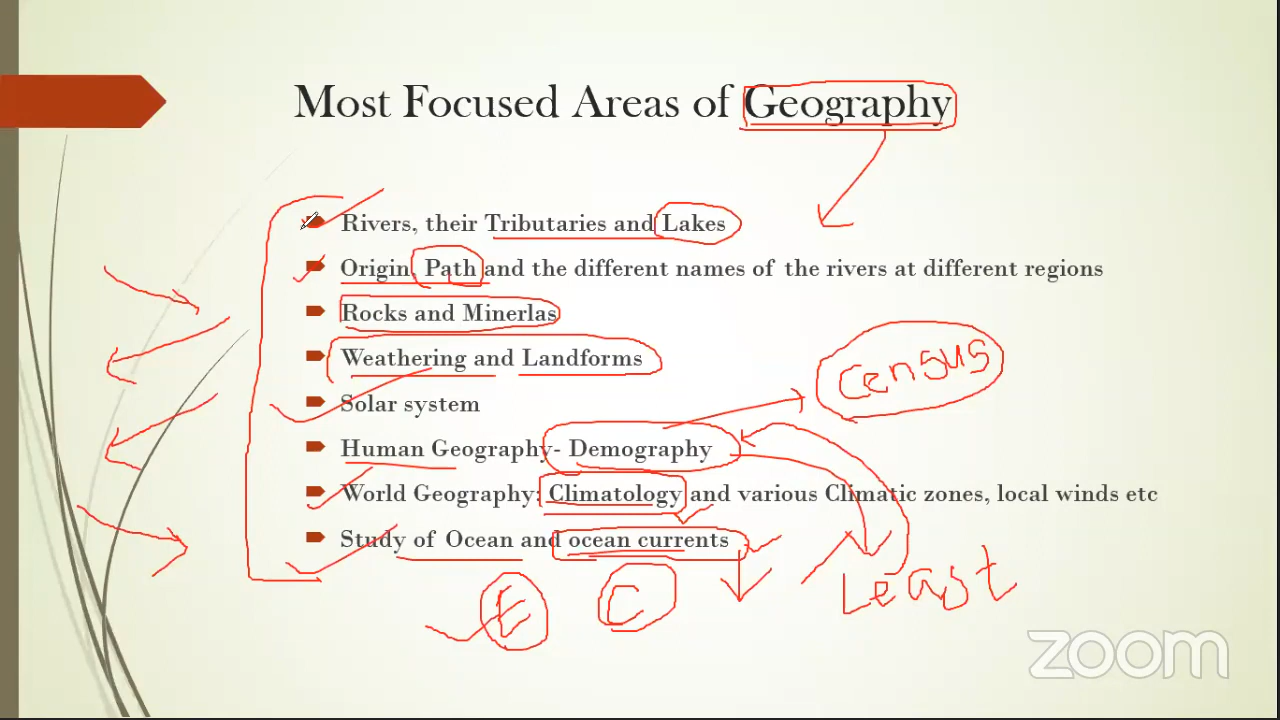 Most Focused Areas of Geography
Rivers, their Tributaries and Lakes
Origin, Path and the different names of the rivers at different regions
Rocks and Minerlas
Weathering and Landforms
Census
Solar system
Human Geography- Demography
World Geography: Climatology and various Climatic zones, local winds etc
Study of Ocean and ocean currents
E C Least
zoom